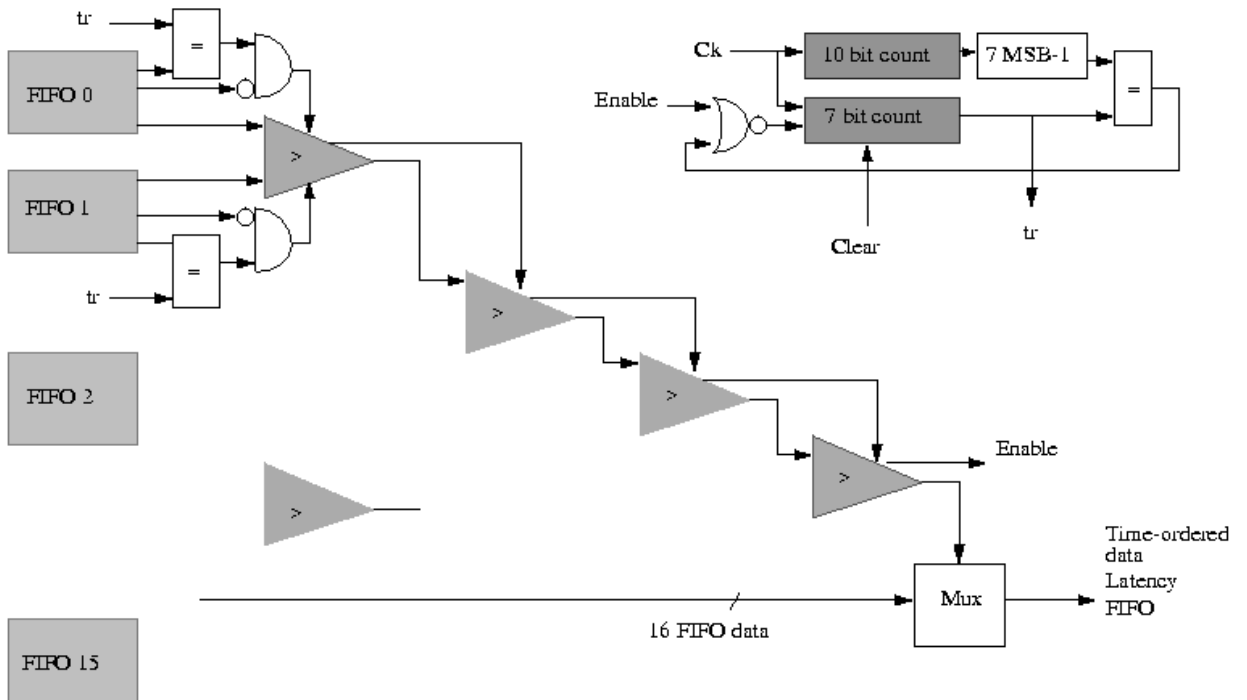 tr
=
FIFO 0
>
FIFO 1
=
tr
Ck
10 bit count
7 MSB-1
=
Enable
7 bit count
Clear
tr
>
FIFO 2
>
>
Enable
>
Time-ordered
data
Latency
FIFO
Mux
16 FIFO data
FIFO 15